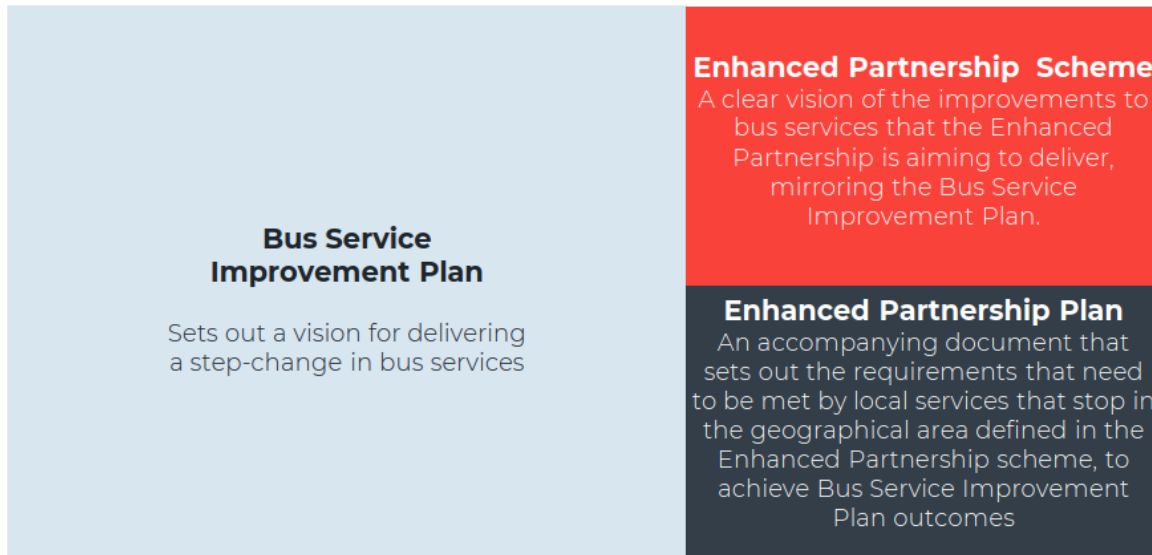 Bus Service
Improvement Plan
Sets out a vision for delivering
a step-change in bus services
Enhanced Partnership Scheme
A clear vision of the improvements to
bus services that the Enhanced
Partnership is aiming to deliver,
mirroring the Bus Service
Improvement Plan.
Enhanced Partnership Plan
An accompanying document that
sets out the requirements that need
to be met by local services that stop in
the geographical area defined in the
Enhanced Partnership scheme, to
achieve Bus Service Improvement
Plan outcomes